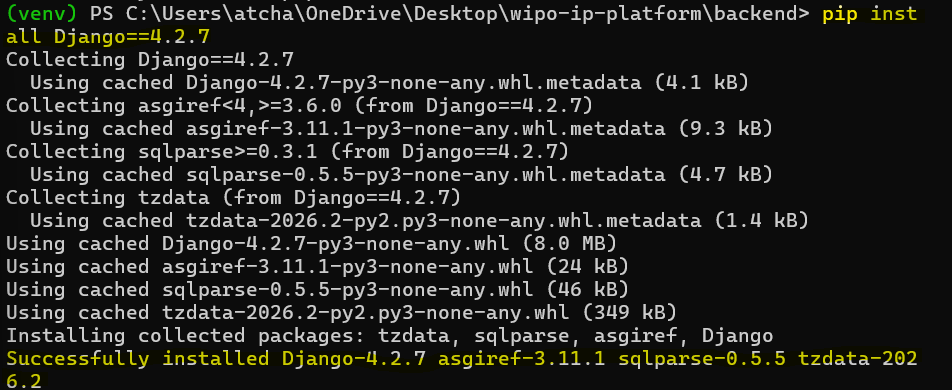 (venv) PS C:\Users\atcha\OneDrive\Desktop\wipo-ip-platform\backend> pip inst
all Django==4.2.7
Collecting Django==4.2.7
  Using cached Django-4.2.7-py3-none-any.whl.metadata (4.1 kB)
Collecting asgiref<4,>=3.6.0 (from Django==4.2.7)
  Using cached asgiref-3.11.1-py3-none-any.whl.metadata (9.3 kB)
Collecting sqlparse>=0.3.1 (from Django==4.2.7)
  Using cached sqlparse-0.5.5-py3-none-any.whl.metadata (4.7 kB)
Collecting tzdata (from Django==4.2.7)
  Using cached tzdata-2026.2-py2.py3-none-any.whl.metadata (1.4 kB)
Using cached Django-4.2.7-py3-none-any.whl (8.0 MB)
Using cached asgiref-3.11.1-py3-none-any.whl (24 kB)
Using cached sqlparse-0.5.5-py3-none-any.whl (46 kB)
Using cached tzdata-2026.2-py2.py3-none-any.whl (349 kB)
Installing collected packages: tzdata, sqlparse, asgiref, Django
Successfully installed Django-4.2.7 asgiref-3.11.1 sqlparse-0.5.5 tzdata-202
6.2